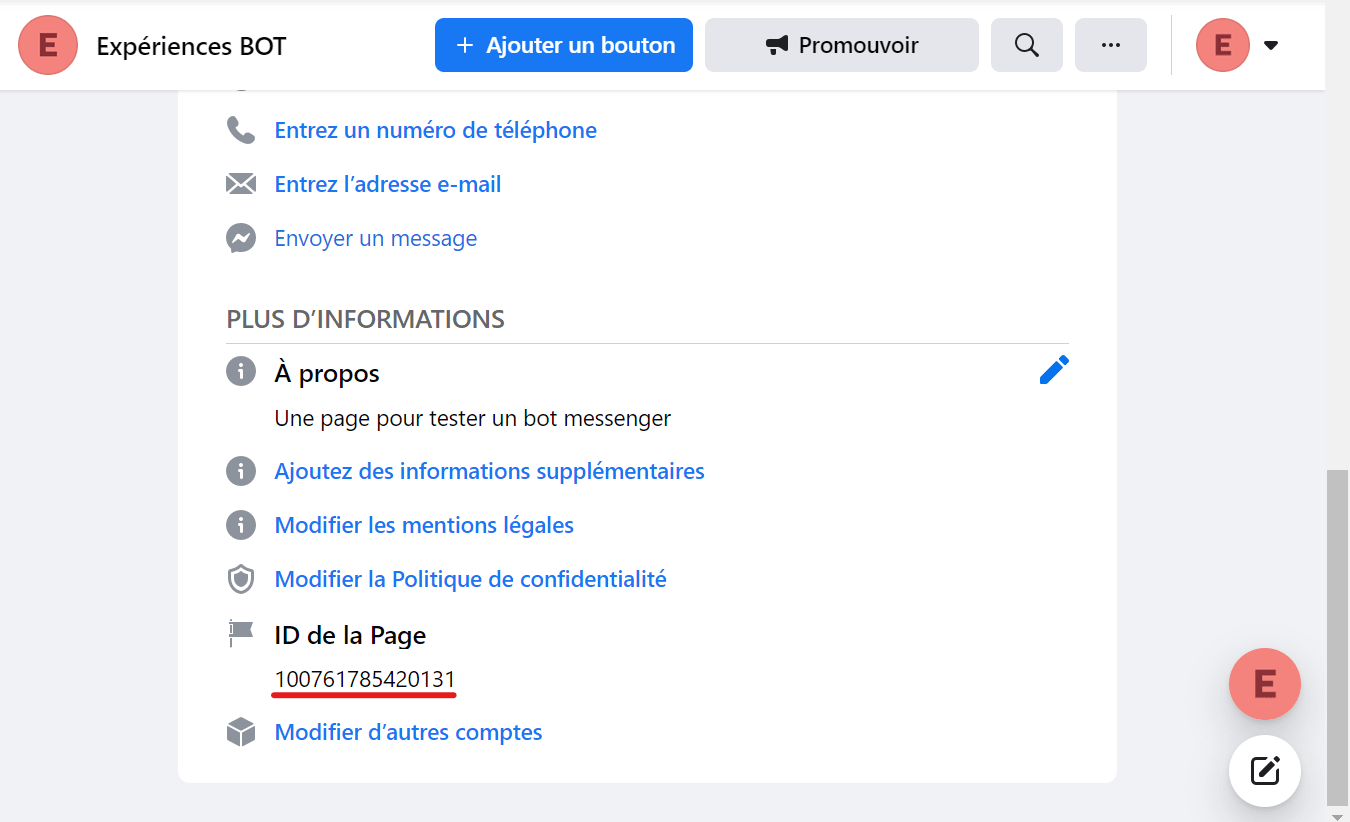 E
Expériences BOT
+ Ajouter un bouton
Promouvoir
E
Entrez un numéro de téléphone
Entrez l’adresse e-mail
Envoyer un message
PLUS D’INFORMATIONS
À propos
Une page pour tester un bot messenger
Ajoutez des informations supplémentaires
Modifier les mentions légales
Modifier la Politique de confidentialité
ID de la Page
100761785420131
E
Modifier d’autres comptes